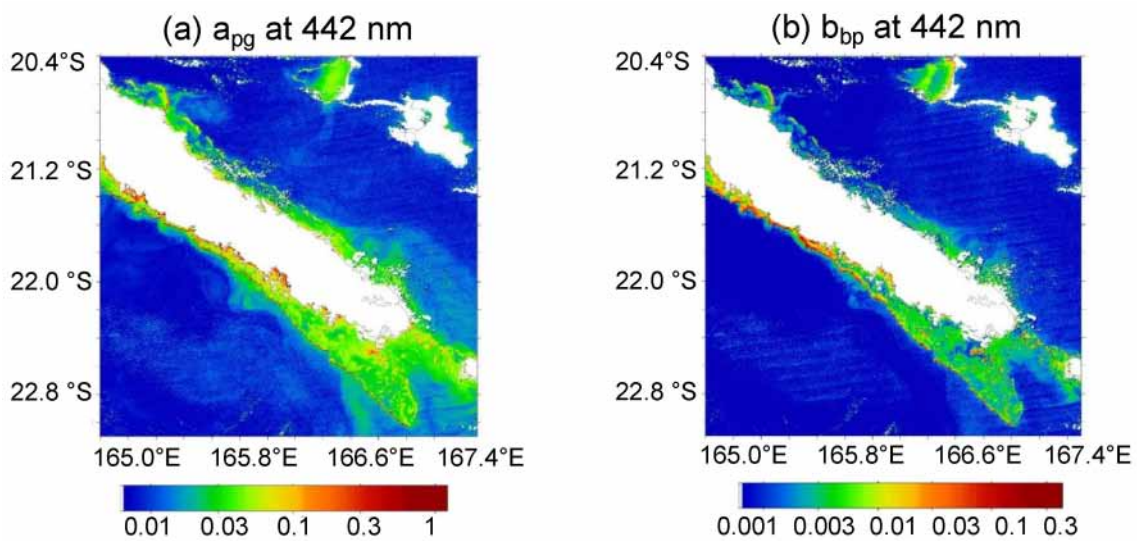 (a) apg at 442 nm
(b) bbp at 442 nm
20.4°S
21.2 °S
22.0 °S
22.8 °S
165.0°E 165.8°E 166.6°E 167.4°E
0.01 0.03 0.1 0.3 1
20.4°S
21.2 °S
22.0 °S
22.8 °S
165.0°E 165.8°E 166.6°E 167.4°E
0.001 0.003 0.01 0.03 0.1 0.3